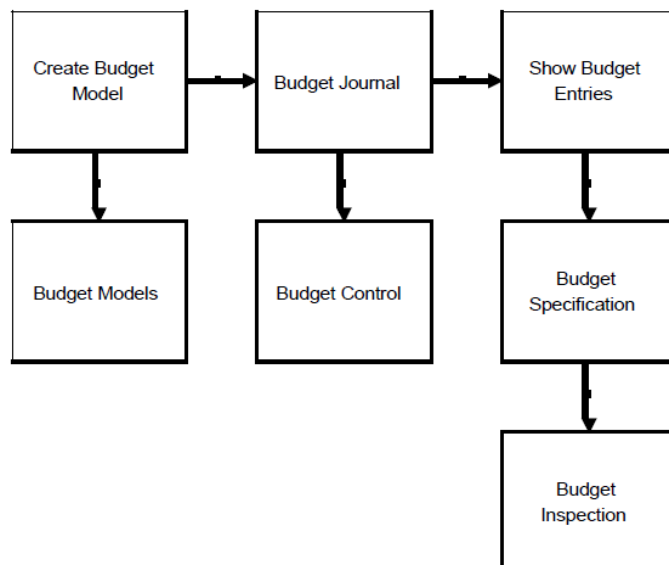 Create Budget
Model
Budget Journal
Show Budget
Entries
Budget Models
Budget Control
Budget
Specification
Budget
Inspection